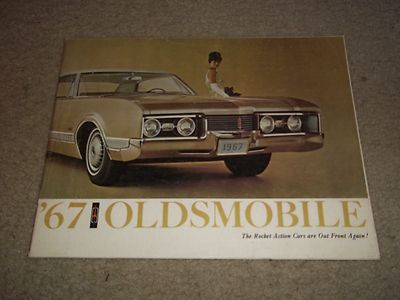 1967
'67 OLDSMOBILE
The Rocket Action Cars are Out Front Again!